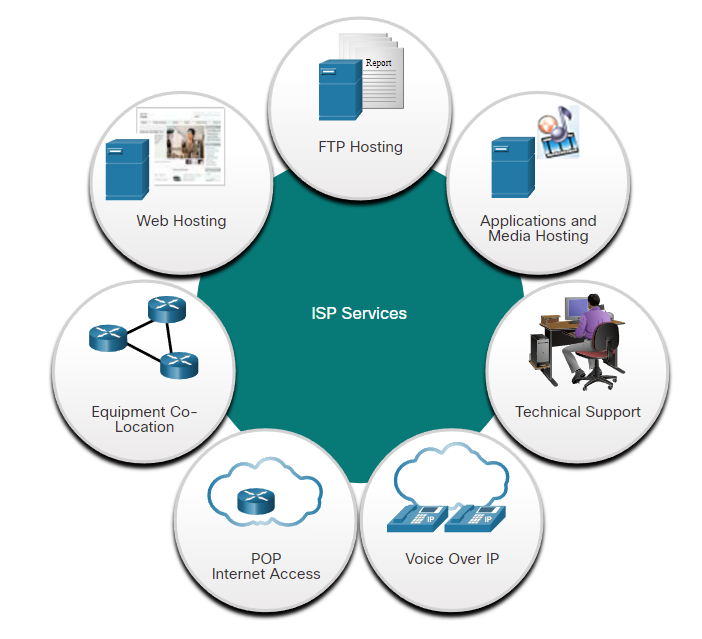 Report
FTP Hosting
Web Hosting
Applications and
Media Hosting
ISP Services
Equipment Co-
Location
Technical Support
POP
Internet Access
IP
IP
Voice Over IP